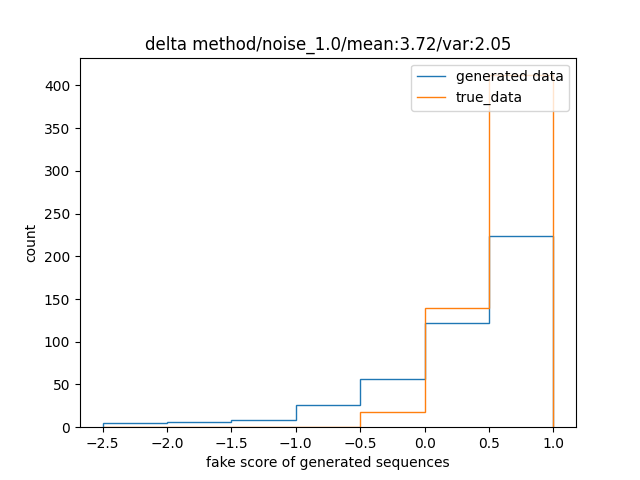 delta method/noise_1.0/mean:3.72/var:2.05
generated data
true_data
400
350
300
250
200
150
100
50
0
count
−2.5 −2.0 −1.5 −1.0 −0.5 0.0 0.5 1.0
fake score of generated sequences